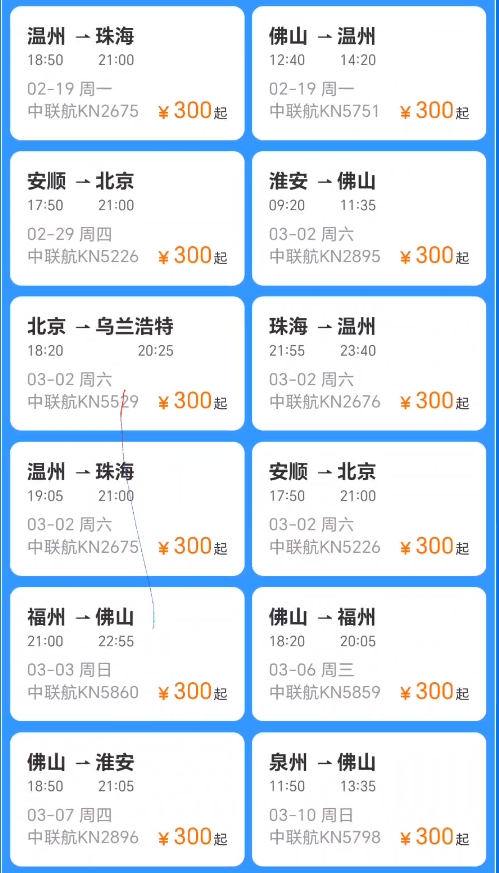 温州 ⇀ 珠海
18:50 21:00
02-19 周一
中联航KN2675 ¥300起
佛山 ⇀ 温州
12:40 14:20
02-19 周一
中联航KN5751 ¥300起
安顺 ⇀ 北京
17:50 21:00
02-29 周四
中联航KN5226 ¥300起
淮安 ⇀ 佛山
09:20 11:35
03-02 周六
中联航KN2895 ¥300起
北京 ⇀ 乌兰浩特
18:20 20:25
03-02 周六
中联航KN5529 ¥300起
珠海 ⇀ 温州
21:55 23:40
03-02 周六
中联航KN2676 ¥300起
温州 ⇀ 珠海
19:05 21:00
03-02 周六
中联航KN2675 ¥300起
安顺 ⇀ 北京
17:50 21:00
03-02 周六
中联航KN5226 ¥300起
福州 ⇀ 佛山
21:00 22:55
03-03 周日
中联航KN5860 ¥300起
佛山 ⇀ 福州
18:20 20:05
03-06 周三
中联航KN5859 ¥300起
佛山 ⇀ 淮安
18:50 21:05
03-07 周四
中联航KN2896 ¥300起
泉州 ⇀ 佛山
11:50 13:35
03-10 周日
中联航KN5798 ¥300起